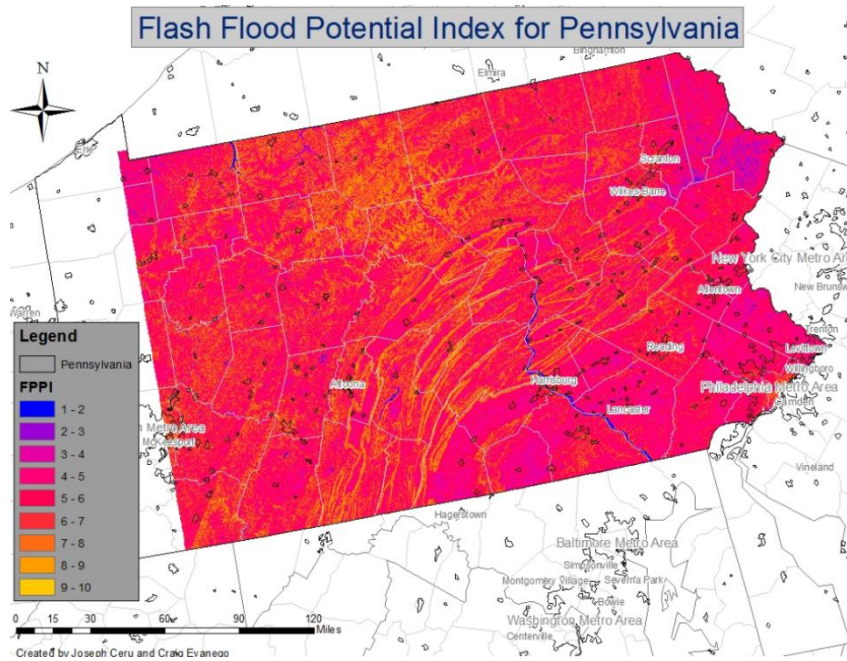 Flash Flood Potential Index for Pennsylvania
Binghamton
Elmira
N
Erie
Scranton
Wilkes-Barre
New York City Metro Are
Allentown
New Brunsw
Warren
Trenton
Legend
Pennsylvania
Reading
Levittown
Willingboro
FPPI
Altoona
Harrisburg
Philadelphia Metro Area
1 - 2
Camden
2 - 3
Lancaster
h Metro Area
3 - 4
McKeesport
4 - 5
Vineland
5 - 6
6 - 7
Hagerstown
7 - 8
Baltimore Metro Area
8 - 9
Simpsonville
9 - 10
Montgomery Village
Severna Park
Bowie
0 15 30 60 90 120
Miles
Washington Metro Area
Centerville
Created by Joseph Ceru and Craig Evanego